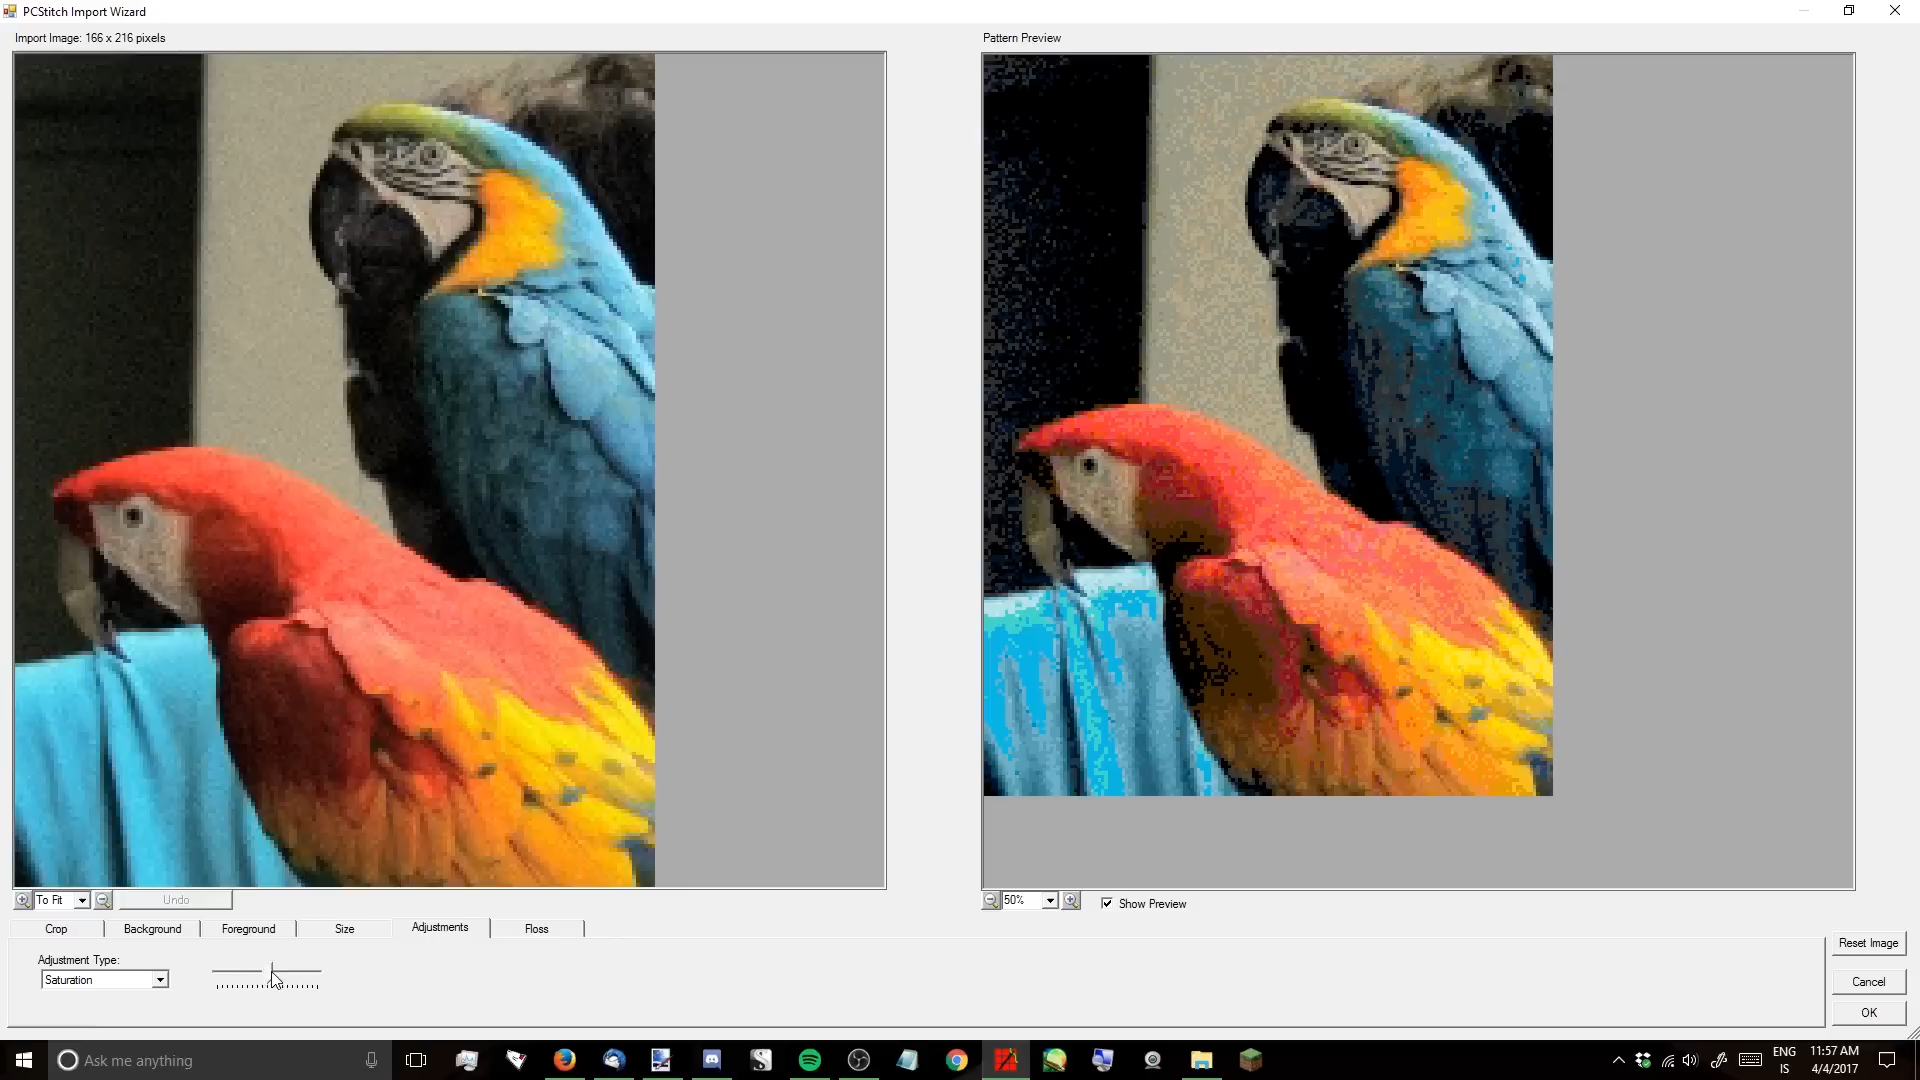 PCStitch Import Wizard
Import Image: 166 x 216 pixels
Pattern Preview
To Fit
Undo
50%
Show Preview
Crop
Background
Foreground
Size
Adjustments
Floss
Adjustment Type:
Saturation
Reset Image
Cancel
OK
Ask me anything
ENG
IS
11:57 AM
4/4/2017